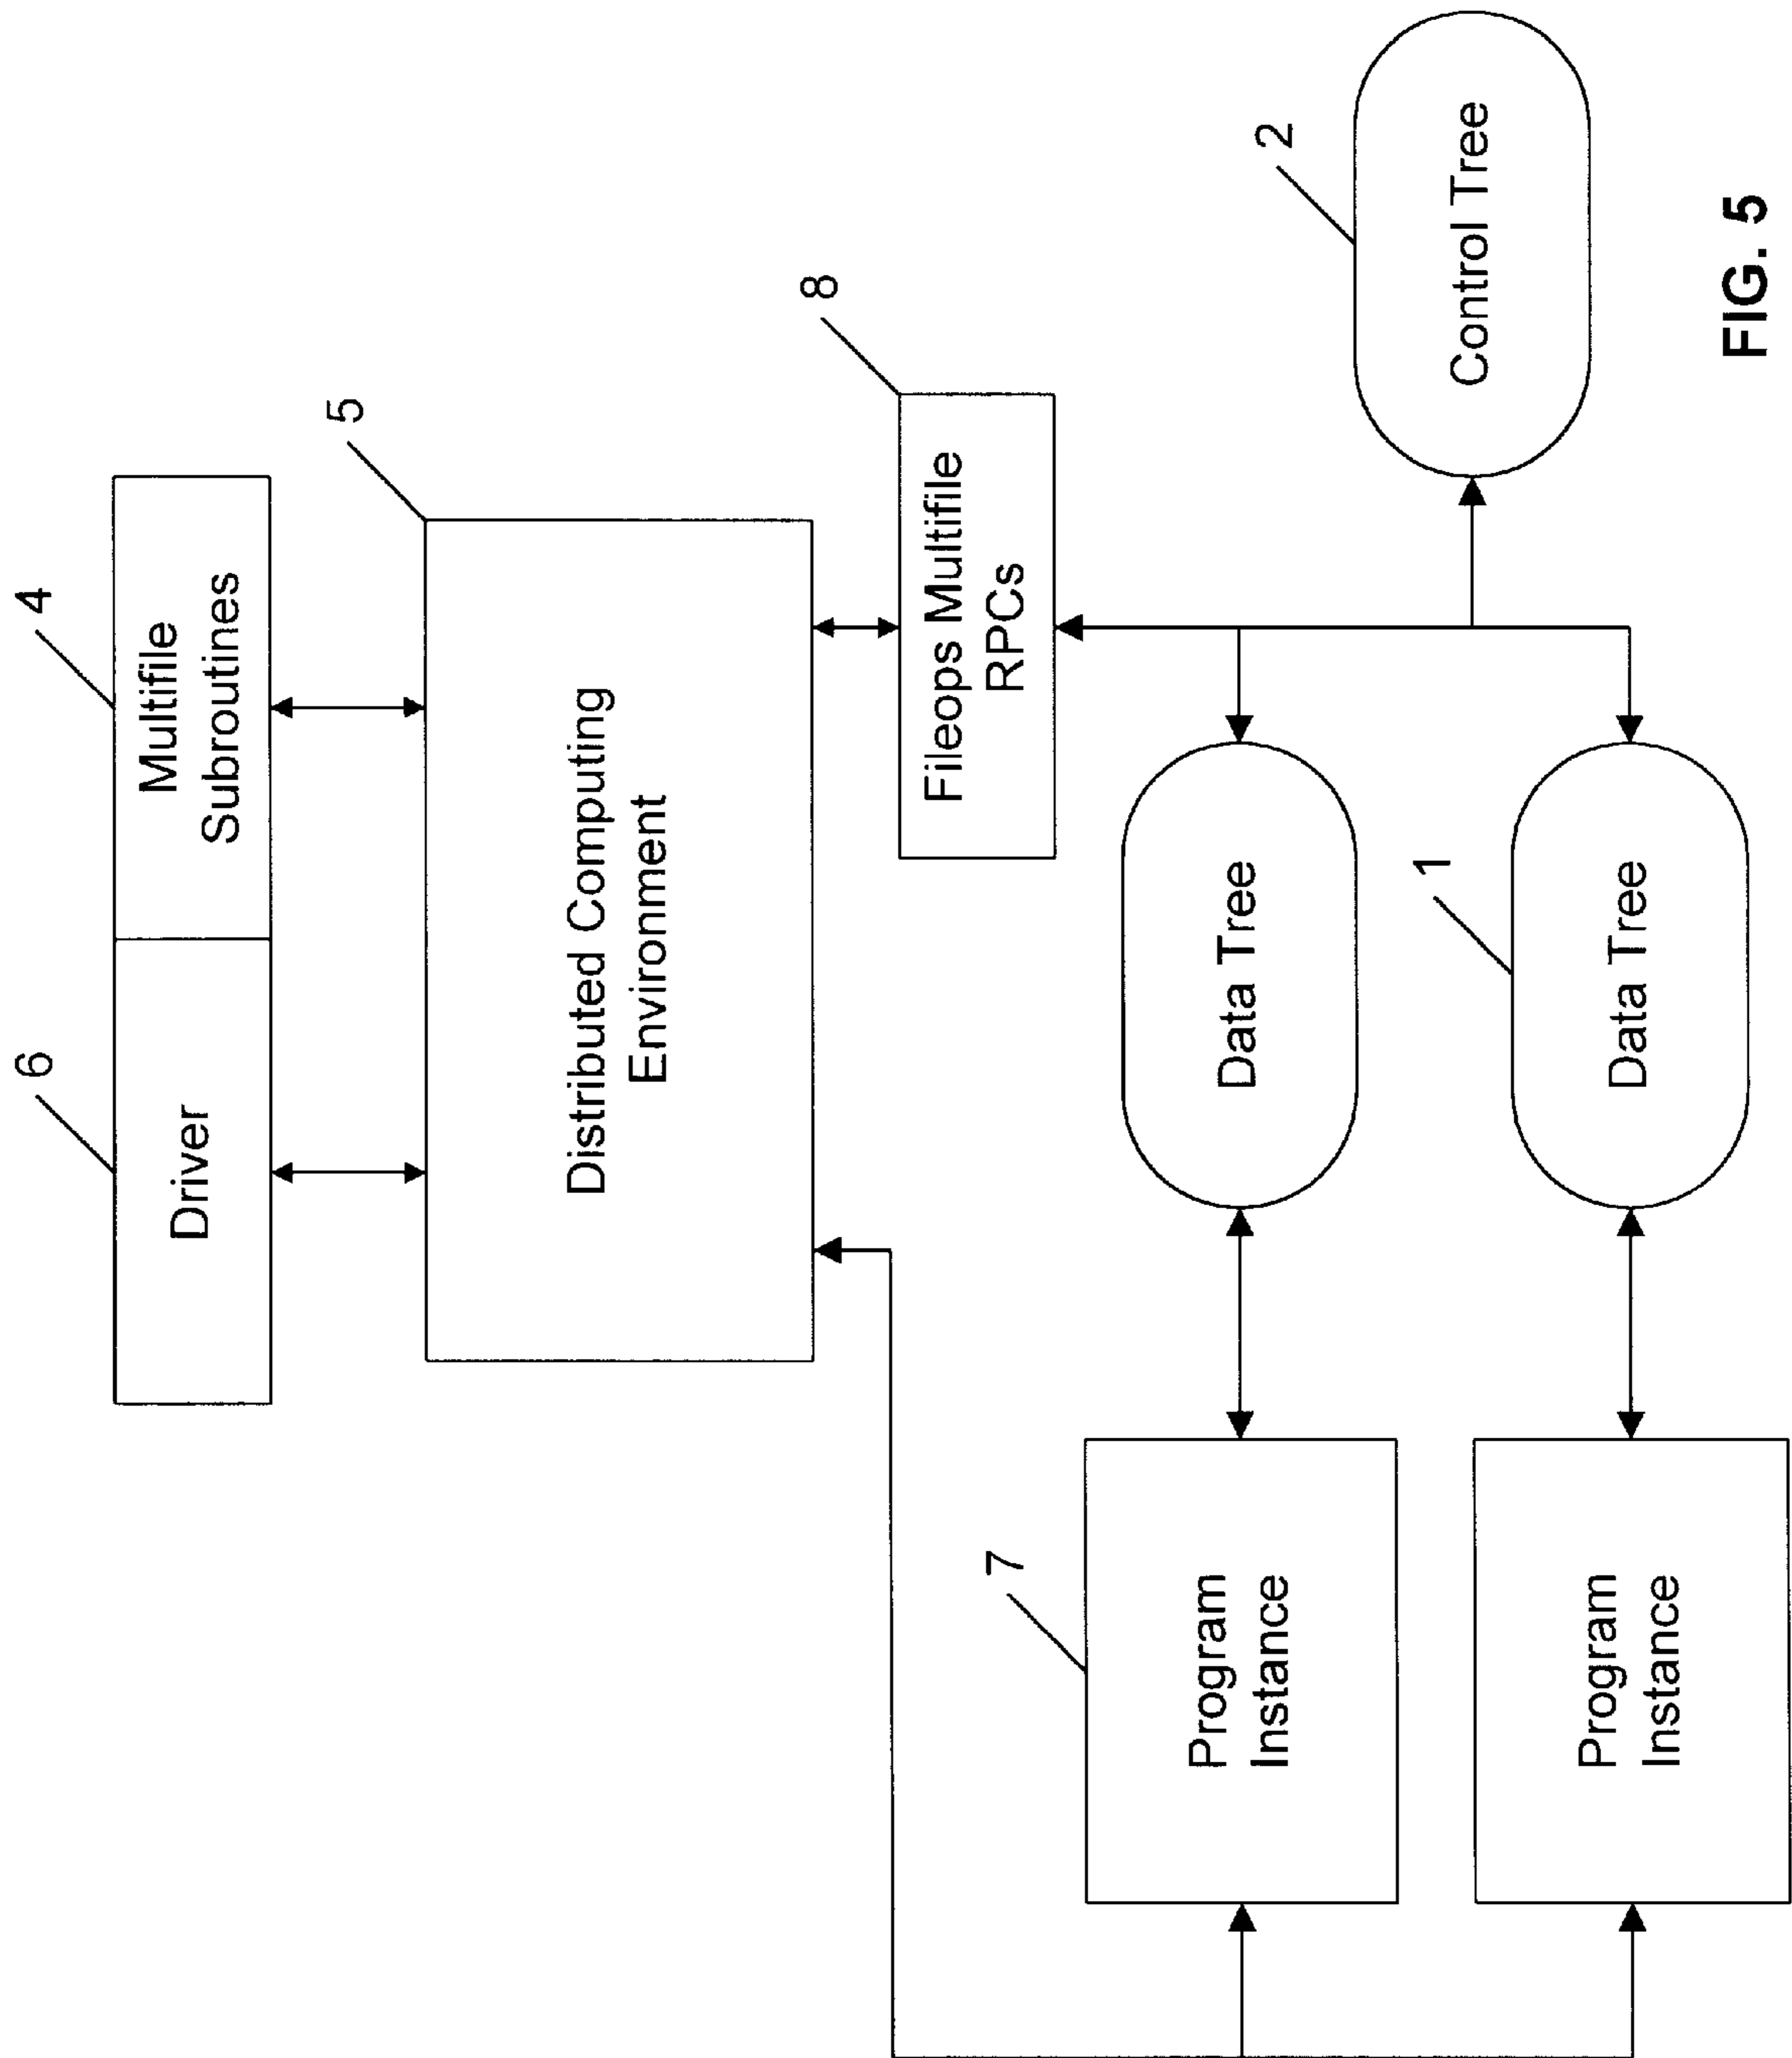 6
4
Driver
Multifile
Subroutines
5
Distributed Computing
Environment
8
Fileops Multifile
RPCs
7
Program
Instance
Data Tree
2
Control Tree
1
Program
Instance
Data Tree
FIG. 5